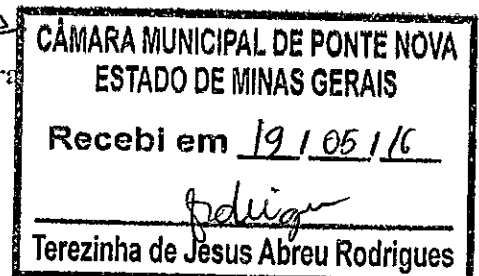 CÂMARA MUNICIPAL DE PONTE NOVA
ESTADO DE MINAS GERAIS
Recebi em 19 / 05 / 16
Terezinha de Jesus Abreu Rodrigues